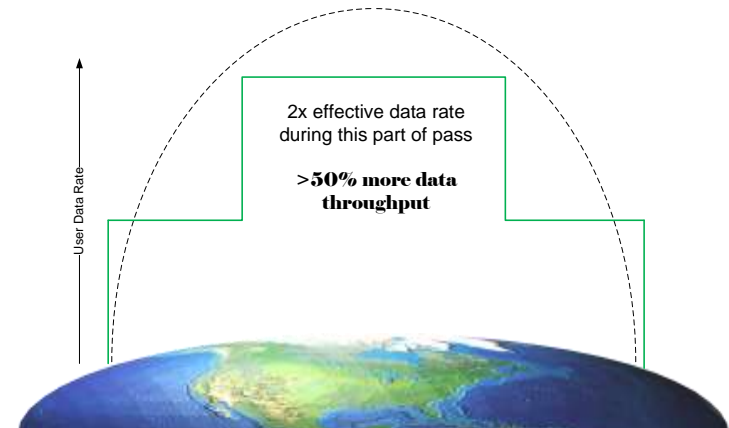 2x effective data rate
during this part of pass
>50% more data
throughput
User Data Rate